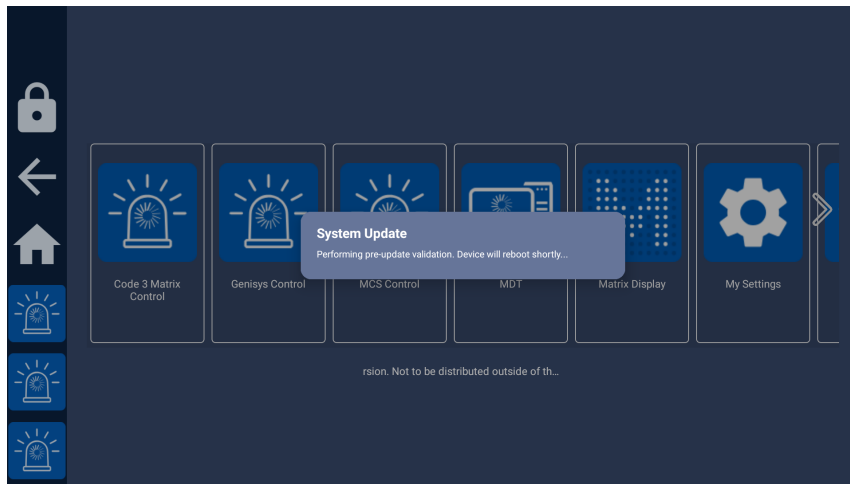 System Update
Performing pre-update validation. Device will reboot shortly...
Code 3 Matrix
Control
Genisys Control
MCS Control
MDT
Matrix Display
My Settings
rsion. Not to be distributed outside of th...